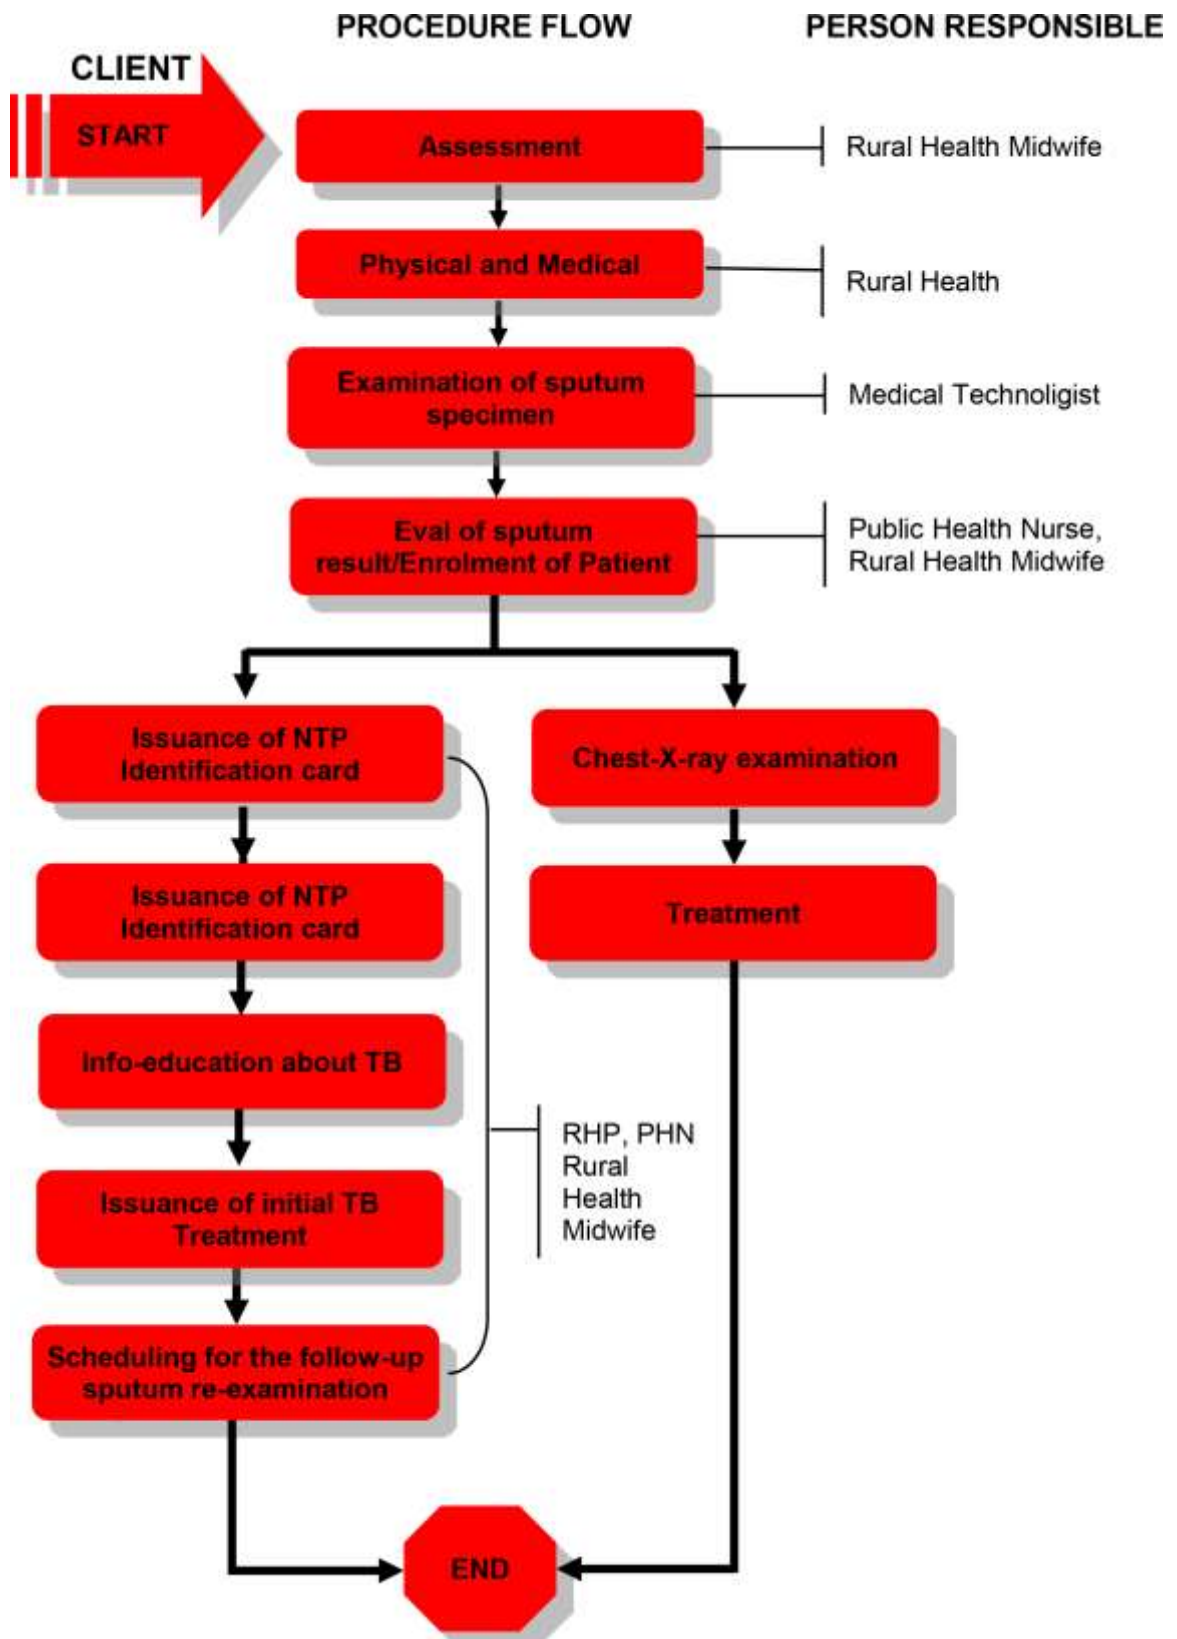 PROCEDURE FLOW
PERSON RESPONSIBLE
CLIENT
START
Assessment
Rural Health Midwife
Physical and Medical
Rural Health
Examination of sputum
specimen
Medical Technoligist
Eval of sputum
result/Enrolment of Patient
Public Health Nurse,
Rural Health Midwife
Issuance of NTP
Identification card
Chest-X-ray examination
Issuance of NTP
Identification card
Treatment
Info-education about TB
RHP, PHN
Rural
Health
Midwife
Issuance of initial TB
Treatment
Scheduling for the follow-up
sputum re-examination
END